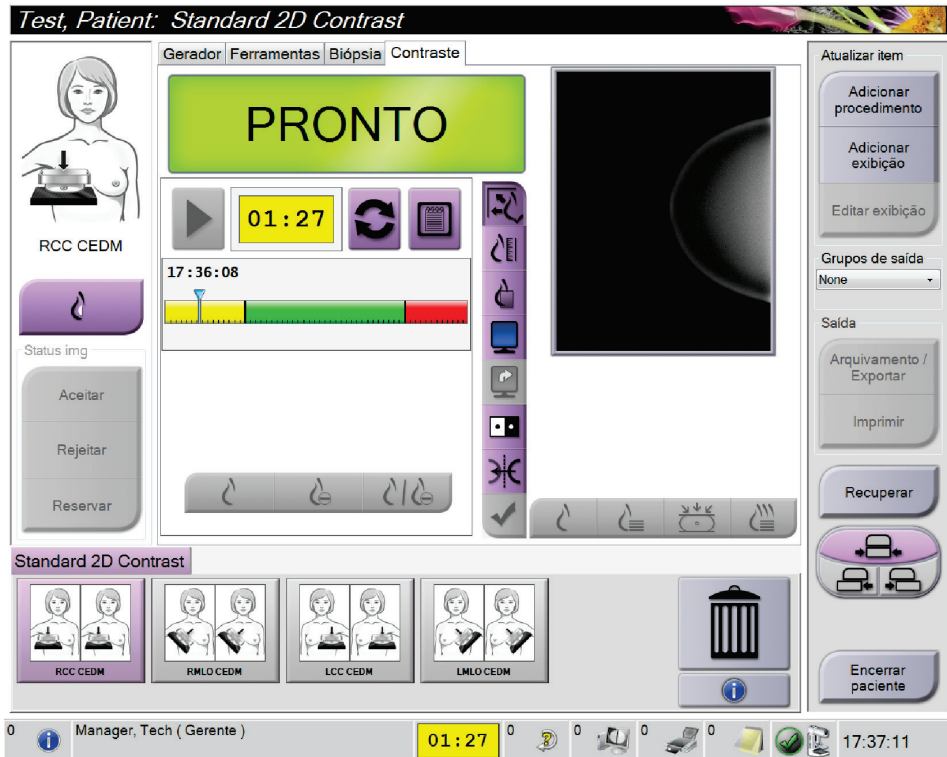 Test, Patient: Standard 2D Contrast
Gerador Ferramentas Biópsia Contraste
RCC CEDM
Status img
Aceitar
Rejeitar
Reservar
PRONTO
01:27
17:36:08
Atualizar item
Adicionar
procedimento
Adicionar
exibição
Editar exibição
Grupos de saída
None
Saída
Arquivamento /
Exportar
Imprimir
Recuperar
Encerrar
paciente
Standard 2D Contrast
RCC CEDM
RMLO CEDM
LCC CEDM
LMLO CEDM
0 Manager, Tech ( Gerente ) 01:27 0 0 0 0 17:37:11